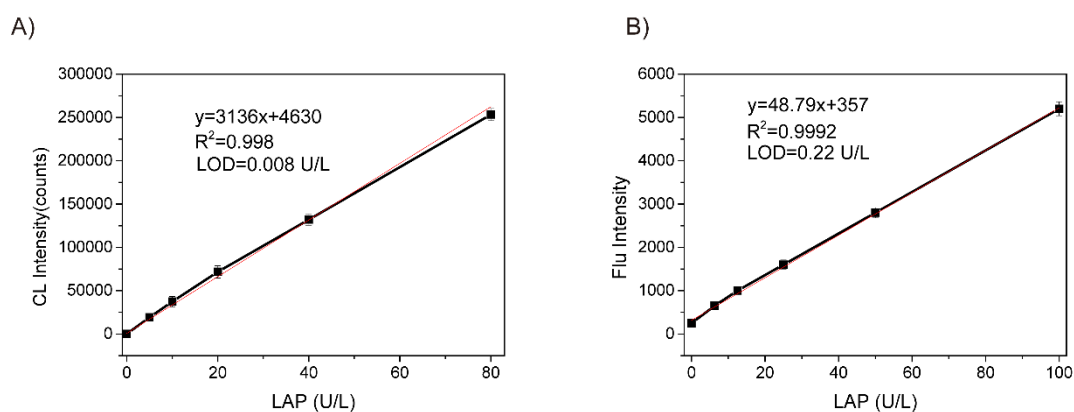 A)
300000
250000
200000
150000
100000
50000
0
CL Intensity(counts)
y=3136x+4630
R²=0.998
LOD=0.008 U/L
0 20 40 60 80
LAP (U/L)
B)
6000
5000
4000
3000
2000
1000
0
Flu Intensity
y=48.79x+357
R²=0.9992
LOD=0.22 U/L
0 20 40 60 80 100
LAP (U/L)